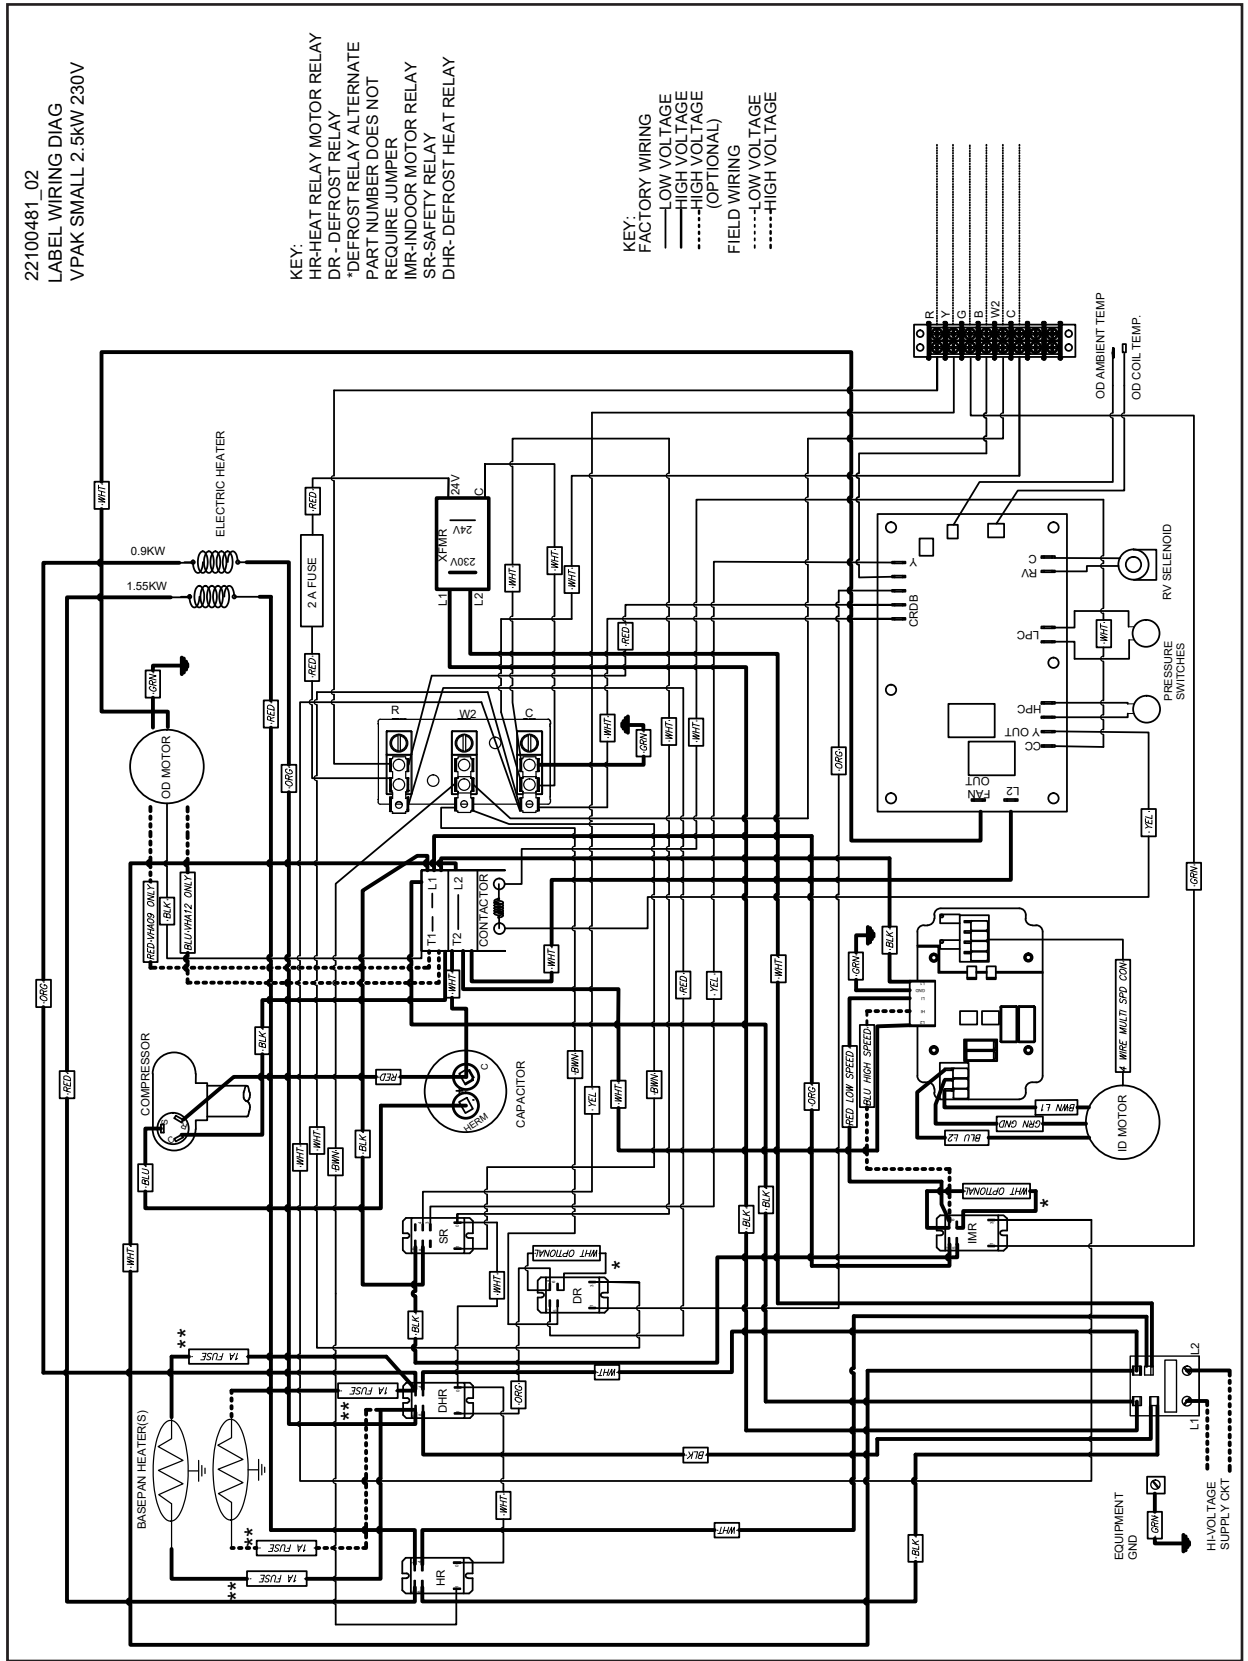 22100481_02
LABEL WIRING DIAG
VPAK SMALL 2.5kW 230V
KEY:
HR-HEAT RELAY MOTOR RELAY
DR - DEFROST RELAY
*DEFROST RELAY ALTERNATE
PART NUMBER DOES NOT
REQUIRE JUMPER
IMR-INDOOR MOTOR RELAY
SR-SAFETY RELAY
DHR- DEFROST HEAT RELAY
KEY:
FACTORY WIRING
LOW VOLTAGE
HIGH VOLTAGE
HIGH VOLTAGE
(OPTIONAL)
FIELD WIRING
LOW VOLTAGE
HIGH VOLTAGE
R
Y
G
B
W2
C
OD AMBIENT TEMP
OD COIL TEMP.
WHT
ELECTRIC HEATER
0.9KW
1.55KW
RED
2 A FUSE
RED
24V
C
XFMR
230V
24V
L1
L2
WHT
WHT
WHT
RED
Y
CRDB
C
RV
RV SELENOID
LPC
WHT
PRESSURE
SWITCHES
HPC
Y OUT
CC
FAN
OUT
L2
GRN
OD MOTOR
RED
ORG
R
W2
C
WHT
GRN
WHT
WHT
ORG
YEL
GRN
RED-VHA09 ONLY
BLK
BLU-VHA12 ONLY
L1
L2
T1
T2
CONTACTOR
WHT
WHT
WHT
RED
YEL
GRN
BLK
ORG
RED
COMPRESSOR
S
C
R
BLK
RED
C
HERM
CAPACITOR
BLU
WHT
WHT
BWN
BLK
BWN
YEL
WHT
BWN
ORG
RED LOW SPEED
BLU HIGH SPEED
4 WIRE MULTI SPD CON
BWN L1
GRN GND
BLU L2
ID MOTOR
WHT
SR
WHT
BLK
WHT OPTIONAL
*
DR
BLK
BLK
WHT OPTIONAL
*
IMR
**
1A FUSE
1A FUSE
**
DHR
ORG
WHT
BLK
L2
L1
BASEPAN HEATER(S)
**
1A FUSE
1A FUSE
**
WHT
HR
WHT
BLK
EQUIPMENT
GND
GRN
HI-VOLTAGE
SUPPLY CKT